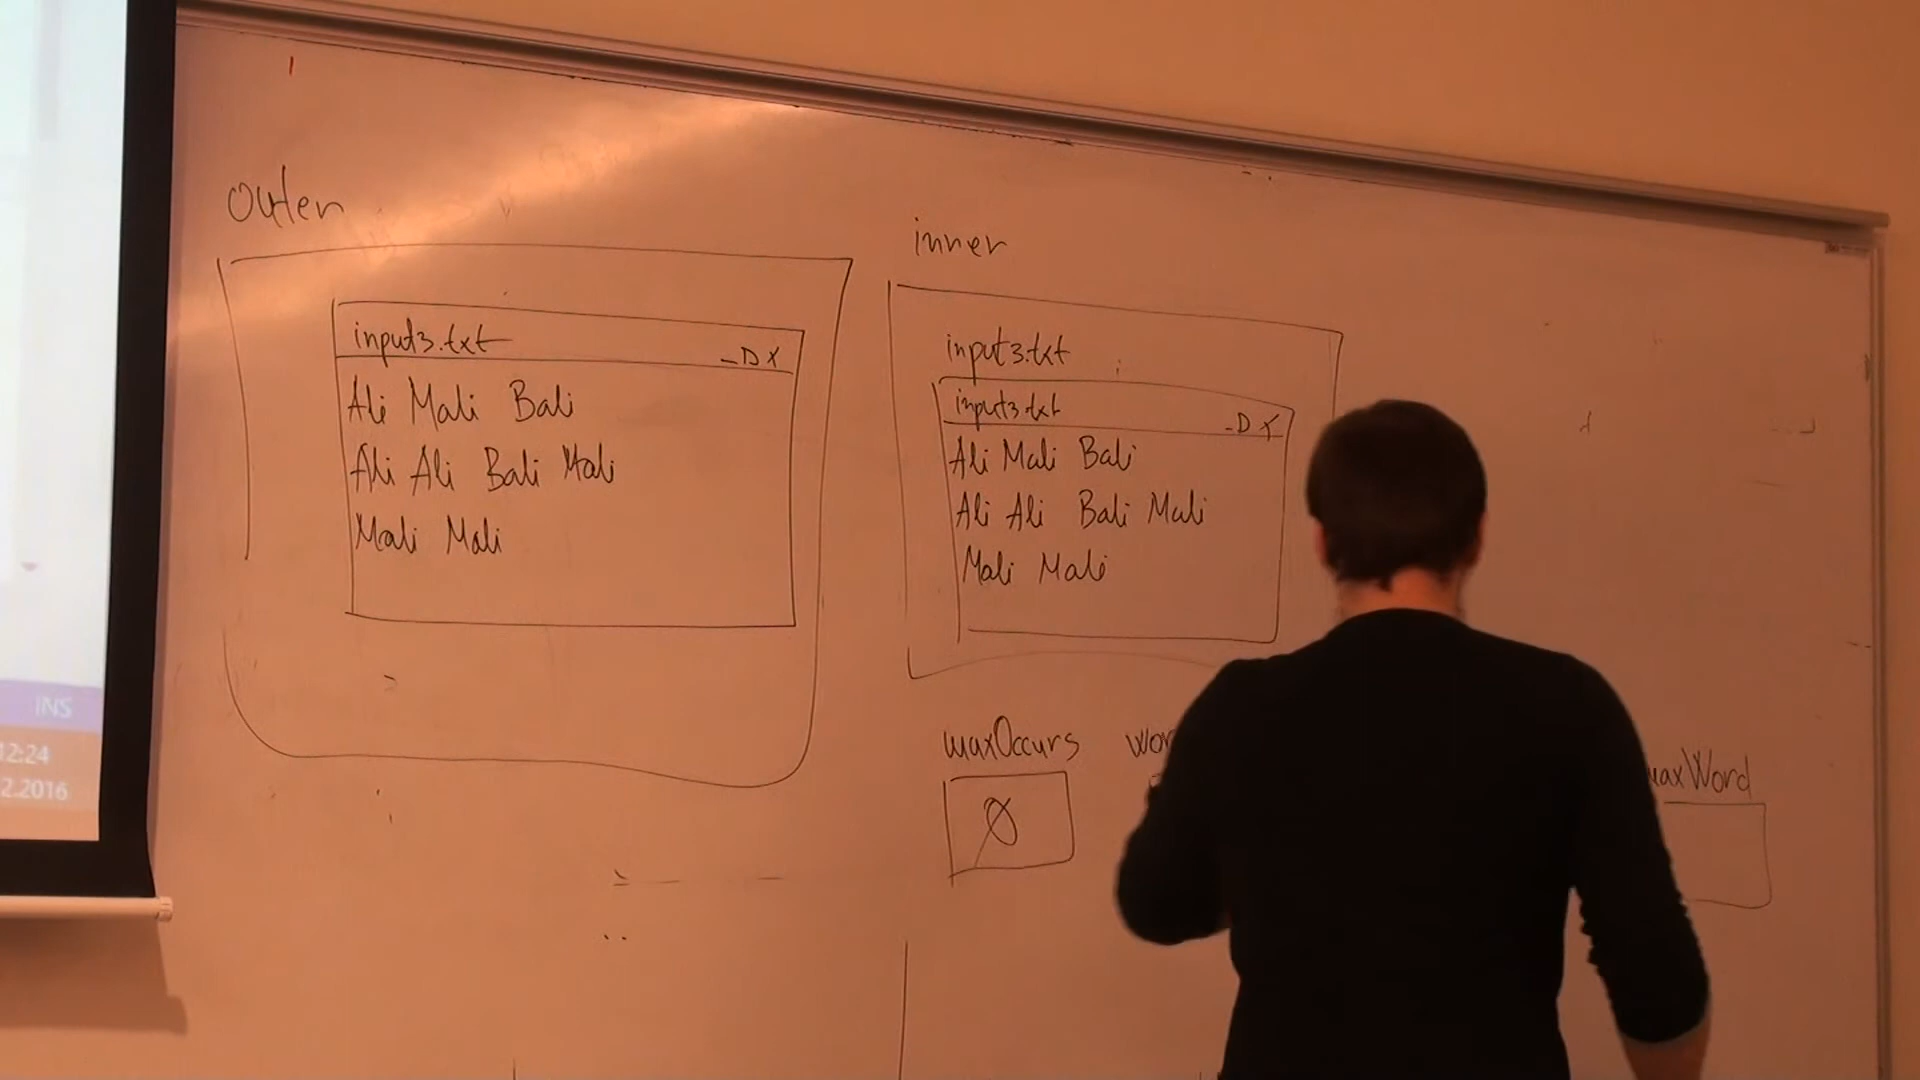 outer
input3.txt
_ D X
Ali Mali Bali
Ali Ali Bali Mali
Mali Mali
inner
input3.txt
input3.txt
_ D X
Ali Mali Bali
Ali Ali Bali Mali
Mali Mali
maxOccurs
0
maxWord
INS
12:24
2.2016